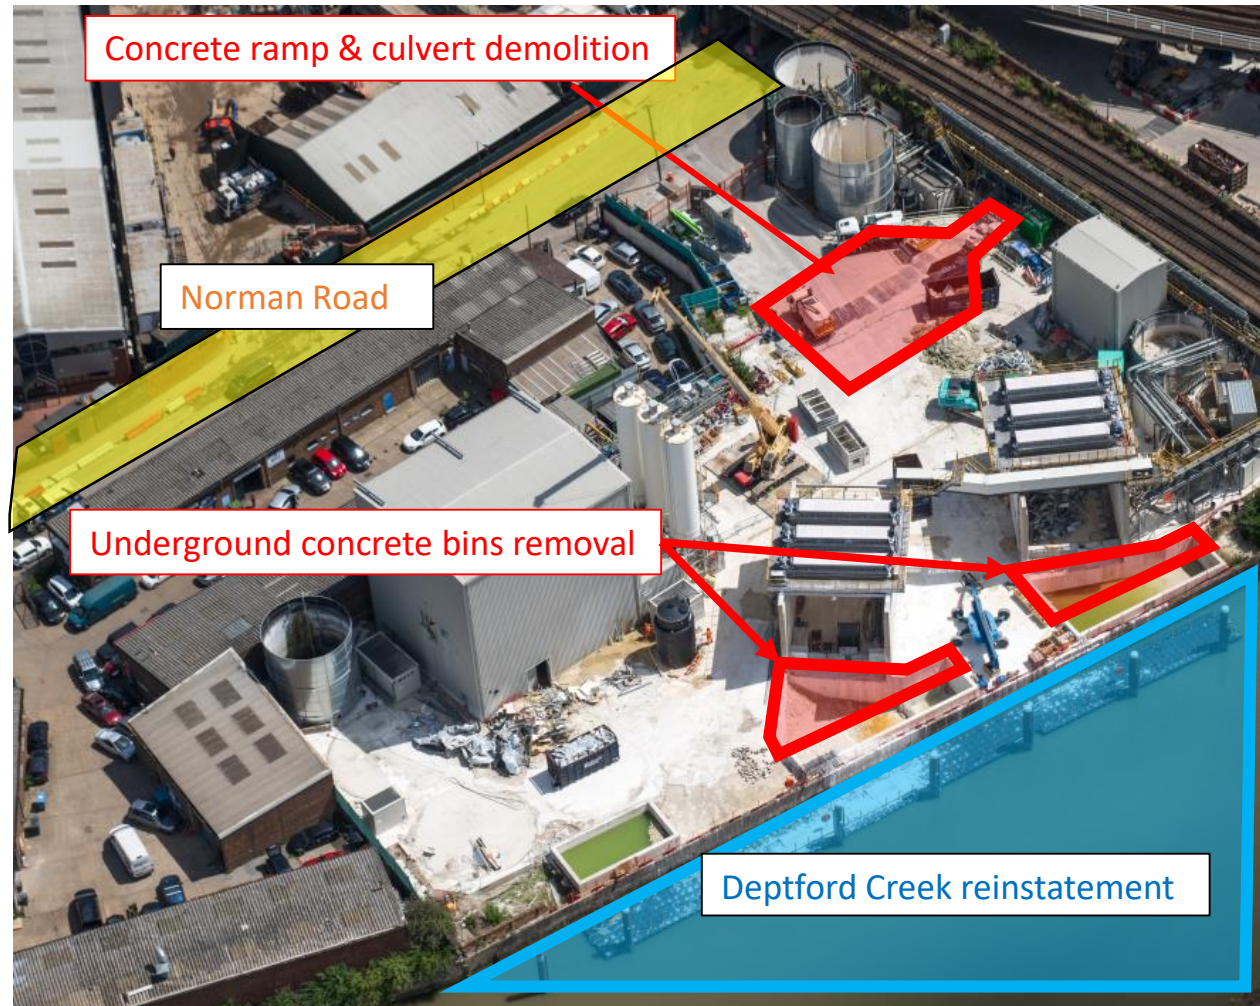 Concrete ramp & culvert demolition
Norman Road
Underground concrete bins removal
Deptford Creek reinstatement